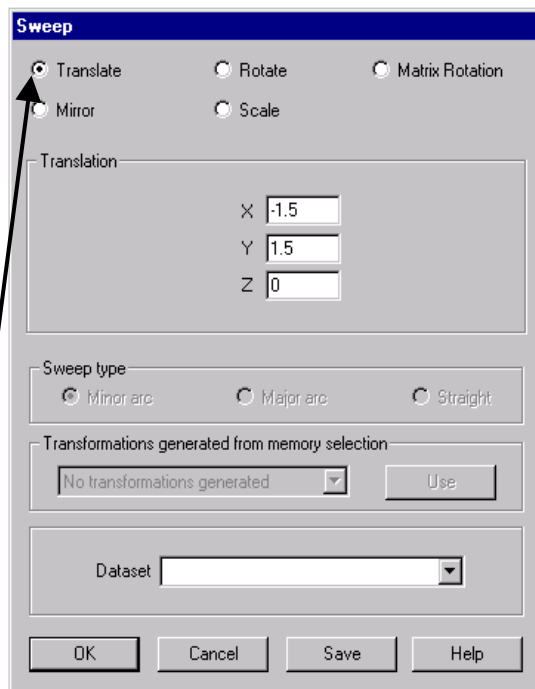 Sweep
Translate Rotate Matrix Rotation
Mirror Scale
Translation
X -1.5
Y 1.5
Z 0
Sweep type
Minor arc Major arc Straight
Transformations generated from memory selection
No transformations generated Use
Dataset
OK Cancel Save Help